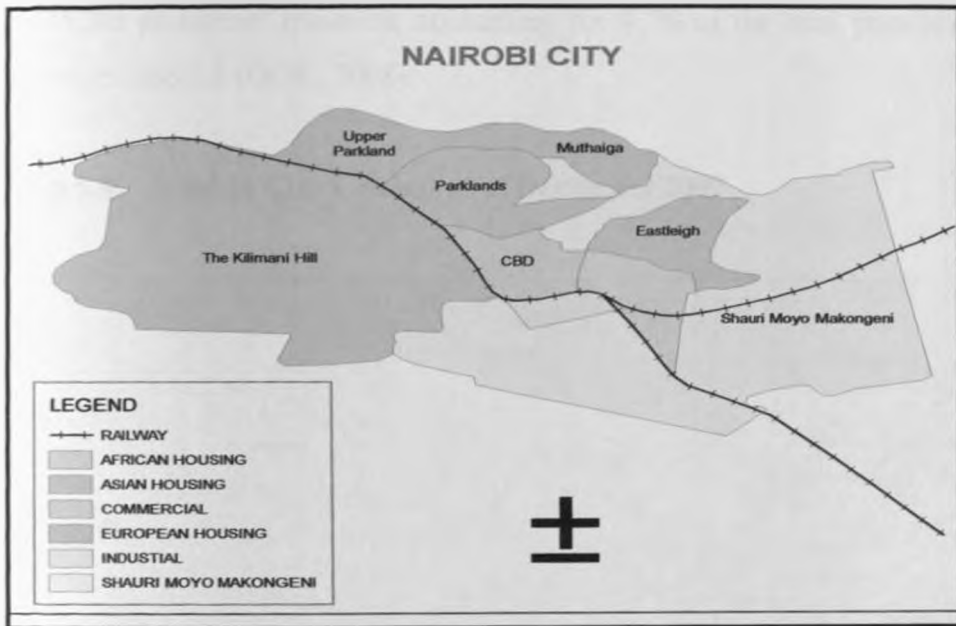 NAIROBI CITY
Upper
Parkland
Muthaiga
Parklands
Eastleigh
The Kilimani Hill
CBD
Shauri Moyo Makongeni
LEGEND
RAILWAY
AFRICAN HOUSING
ASIAN HOUSING
COMMERCIAL
EUROPEAN HOUSING
INDUSTIAL
SHAURI MOYO MAKONGENI